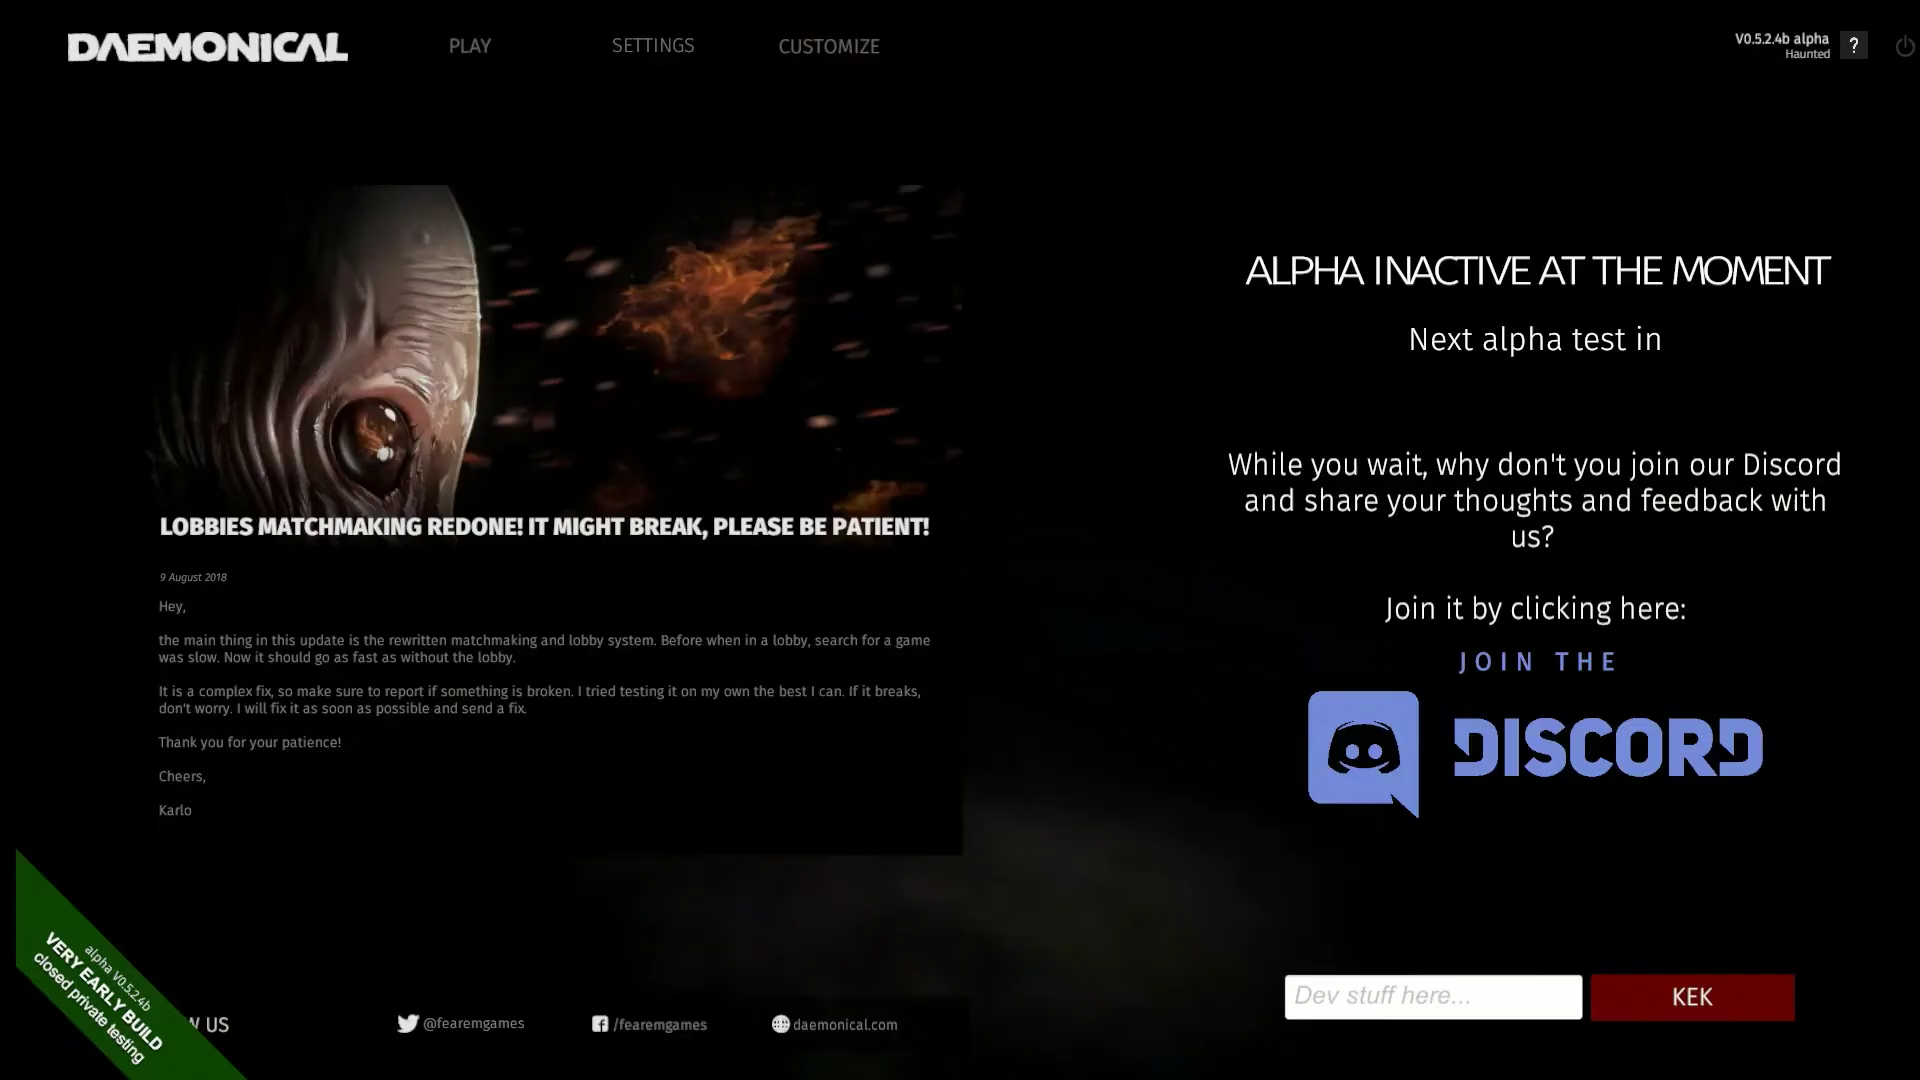 DAEMONICAL
PLAY
SETTINGS
CUSTOMIZE
V0.5.2.4b alpha
Haunted
?
LOBBIES MATCHMAKING REDONE! IT MIGHT BREAK, PLEASE BE PATIENT!
9 August 2018
Hey,
the main thing in this update is the rewritten matchmaking and lobby system. Before when in a lobby, search for a game
was slow. Now it should go as fast as without the lobby.
It is a complex fix, so make sure to report if something is broken. I tried testing it on my own the best I can. If it breaks,
don't worry. I will fix it as soon as possible and send a fix.
Thank you for your patience!
Cheers,
Karlo
ALPHA INACTIVE AT THE MOMENT
Next alpha test in
While you wait, why don't you join our Discord
and share your thoughts and feedback with
us?
Join it by clicking here:
JOIN THE
DISCORD
Dev stuff here...
KEK
alpha V0.5.2.4b
VERY EARLY BUILD
closed private testing
W US
@fearemgames
/fearemgames
daemonical.com